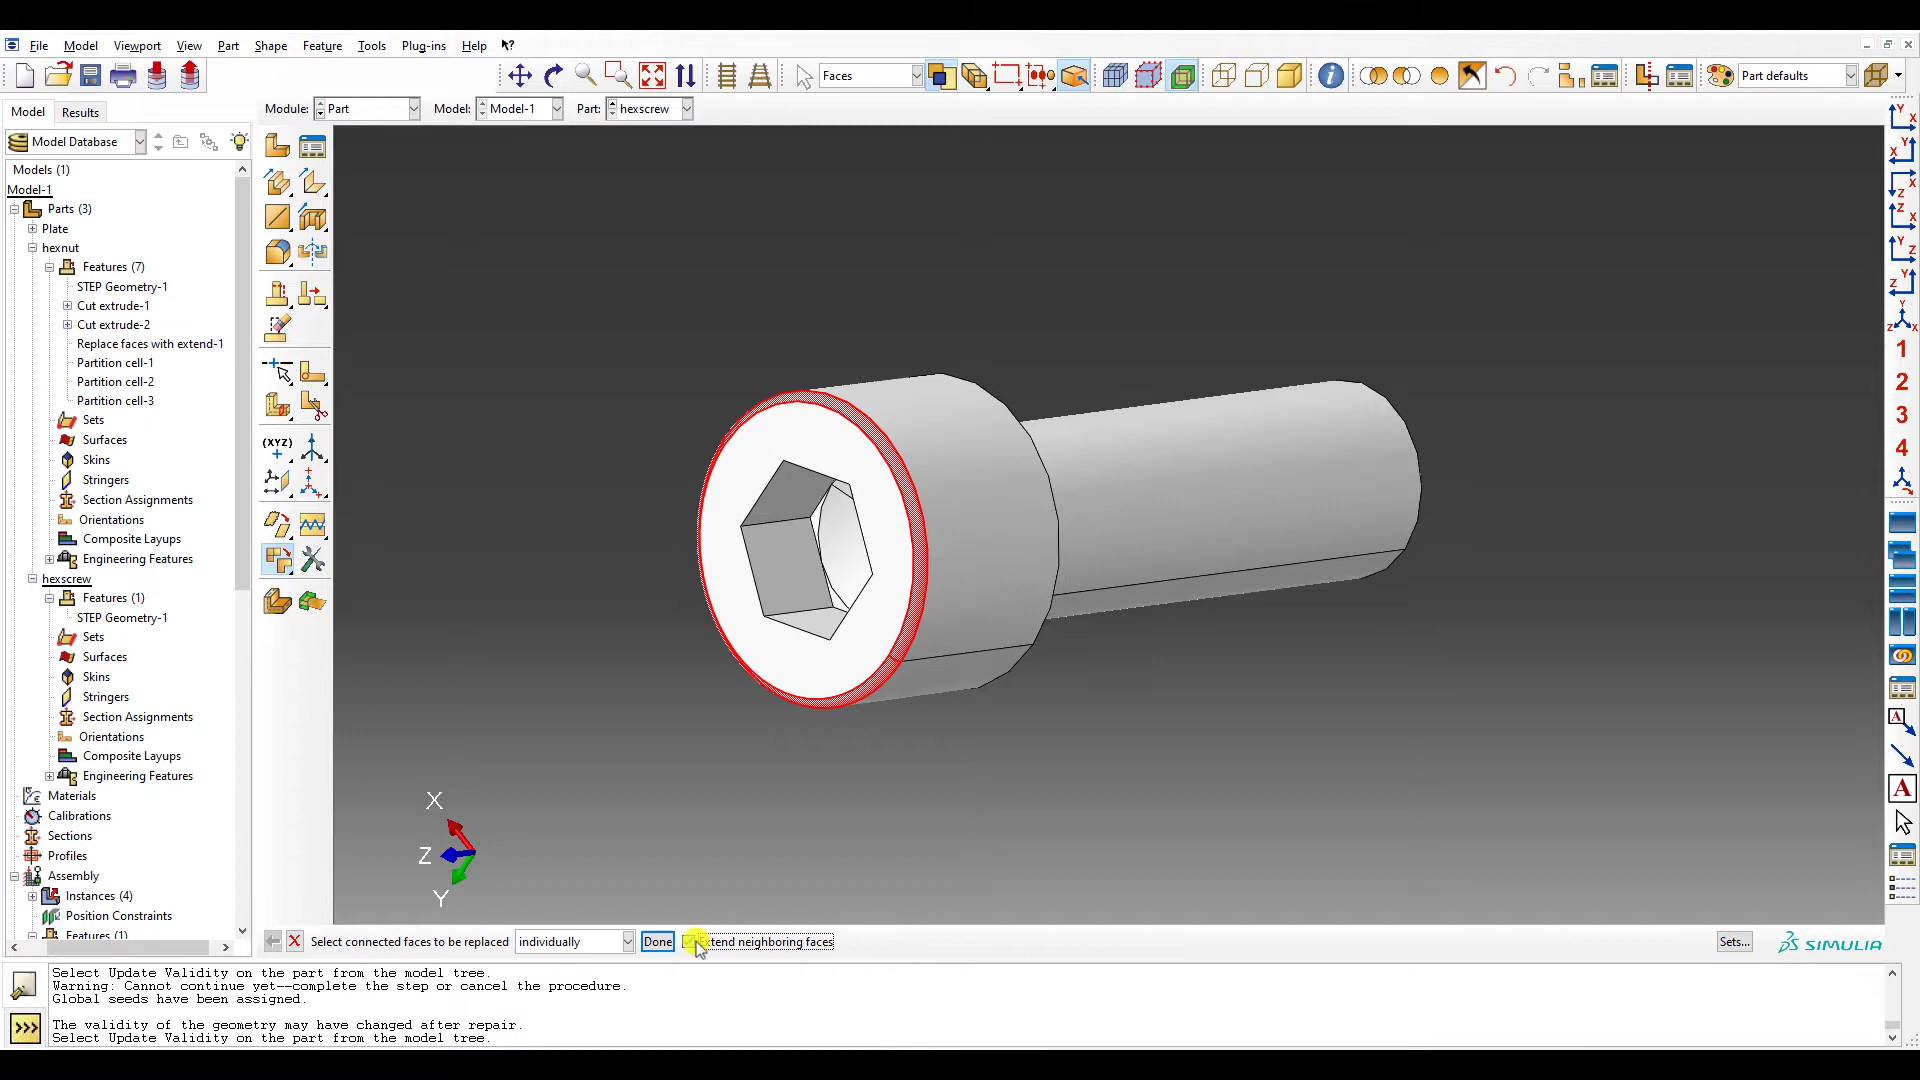 File Model Viewport View Part Shape Feature Tools Plug-ins Help
Faces
Part defaults
Model Results
Module: Part Model: Model-1 Part: hexscrew
Model Database
Models (1)
Model-1
Parts (3)
Plate
hexnut
Features (7)
STEP Geometry-1
Cut extrude-1
Cut extrude-2
Replace faces with extend-1
Partition cell-1
Partition cell-2
Partition cell-3
Sets
Surfaces
Skins
Stringers
Section Assignments
Orientations
Composite Layups
Engineering Features
hexscrew
Features (1)
STEP Geometry-1
Sets
Surfaces
Skins
Stringers
Section Assignments
Orientations
Composite Layups
Engineering Features
Materials
Calibrations
Sections
Profiles
Assembly
Instances (4)
Position Constraints
Features (1)
(XYZ)
X
Z
Y
1
2
3
4
A
A
Select connected faces to be replaced individually Done Extend neighboring faces Sets...
SIMULIA
Select Update Validity on the part from the model tree.
Warning: Cannot continue yet--complete the step or cancel the procedure.
Global seeds have been assigned.
The validity of the geometry may have changed after repair.
Select Update Validity on the part from the model tree.